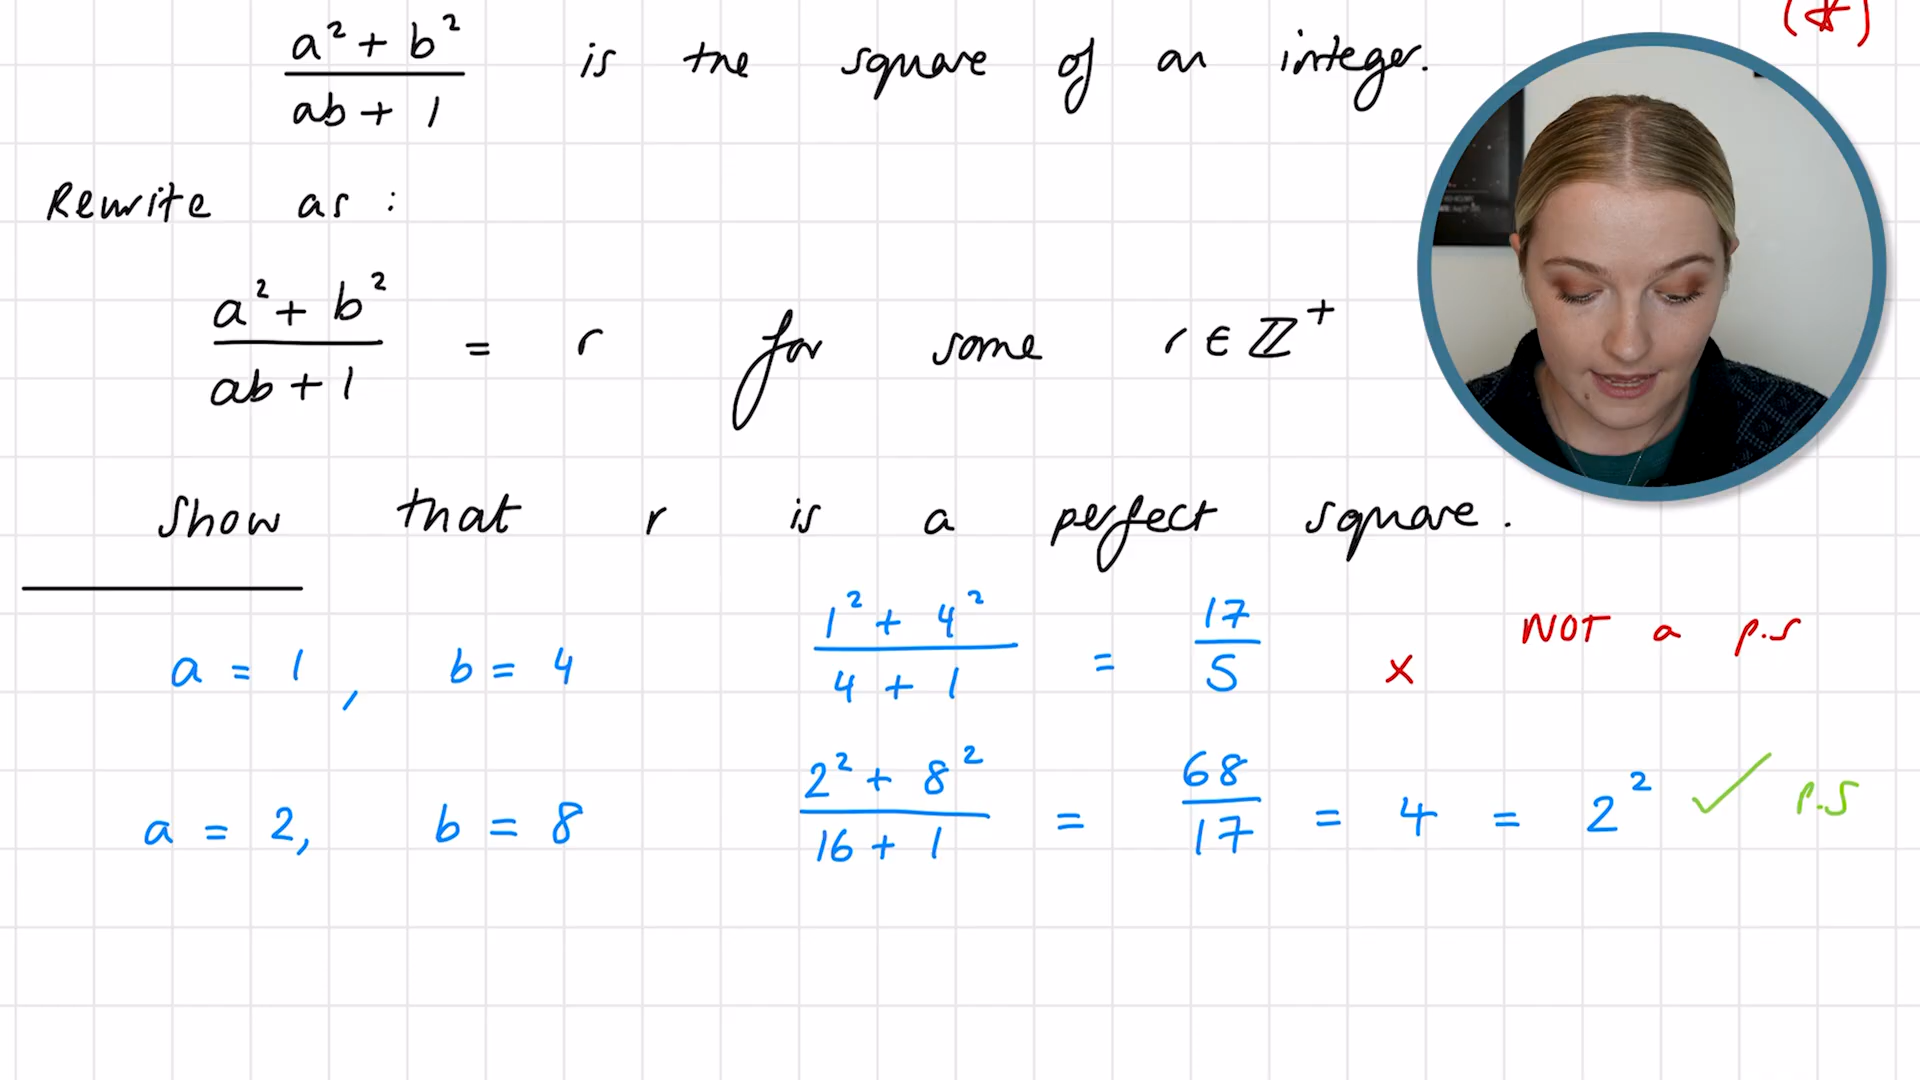 (*)
a² + b²
ab + 1
is the square of an integer.
Rewrite as :
a² + b²
ab + 1
= r for some r ∈ ℤ⁺
Show that r is a perfect square.
a = 1, b = 4
1² + 4²
4 + 1
=
17
5
× NOT a p.s
a = 2, b = 8
2² + 8²
16 + 1
=
68
17
= 4 = 2² ✓ P.S